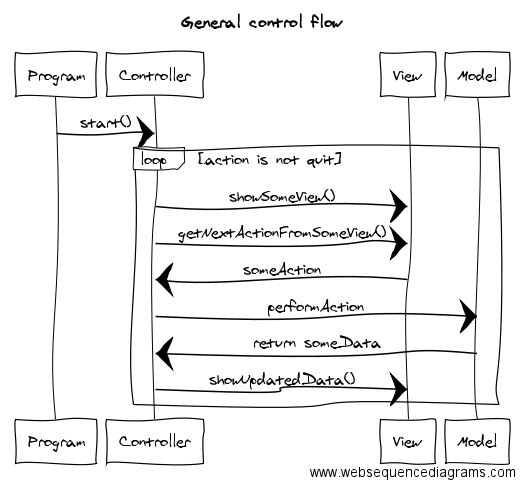 General control flow
Program Controller View Model
start()
loop [action is not quit]
showSomeView()
getNextActionFromSomeView()
someAction
performAction
return someData
showUpdatedData()
Program Controller View Model
www.websequencediagrams.com